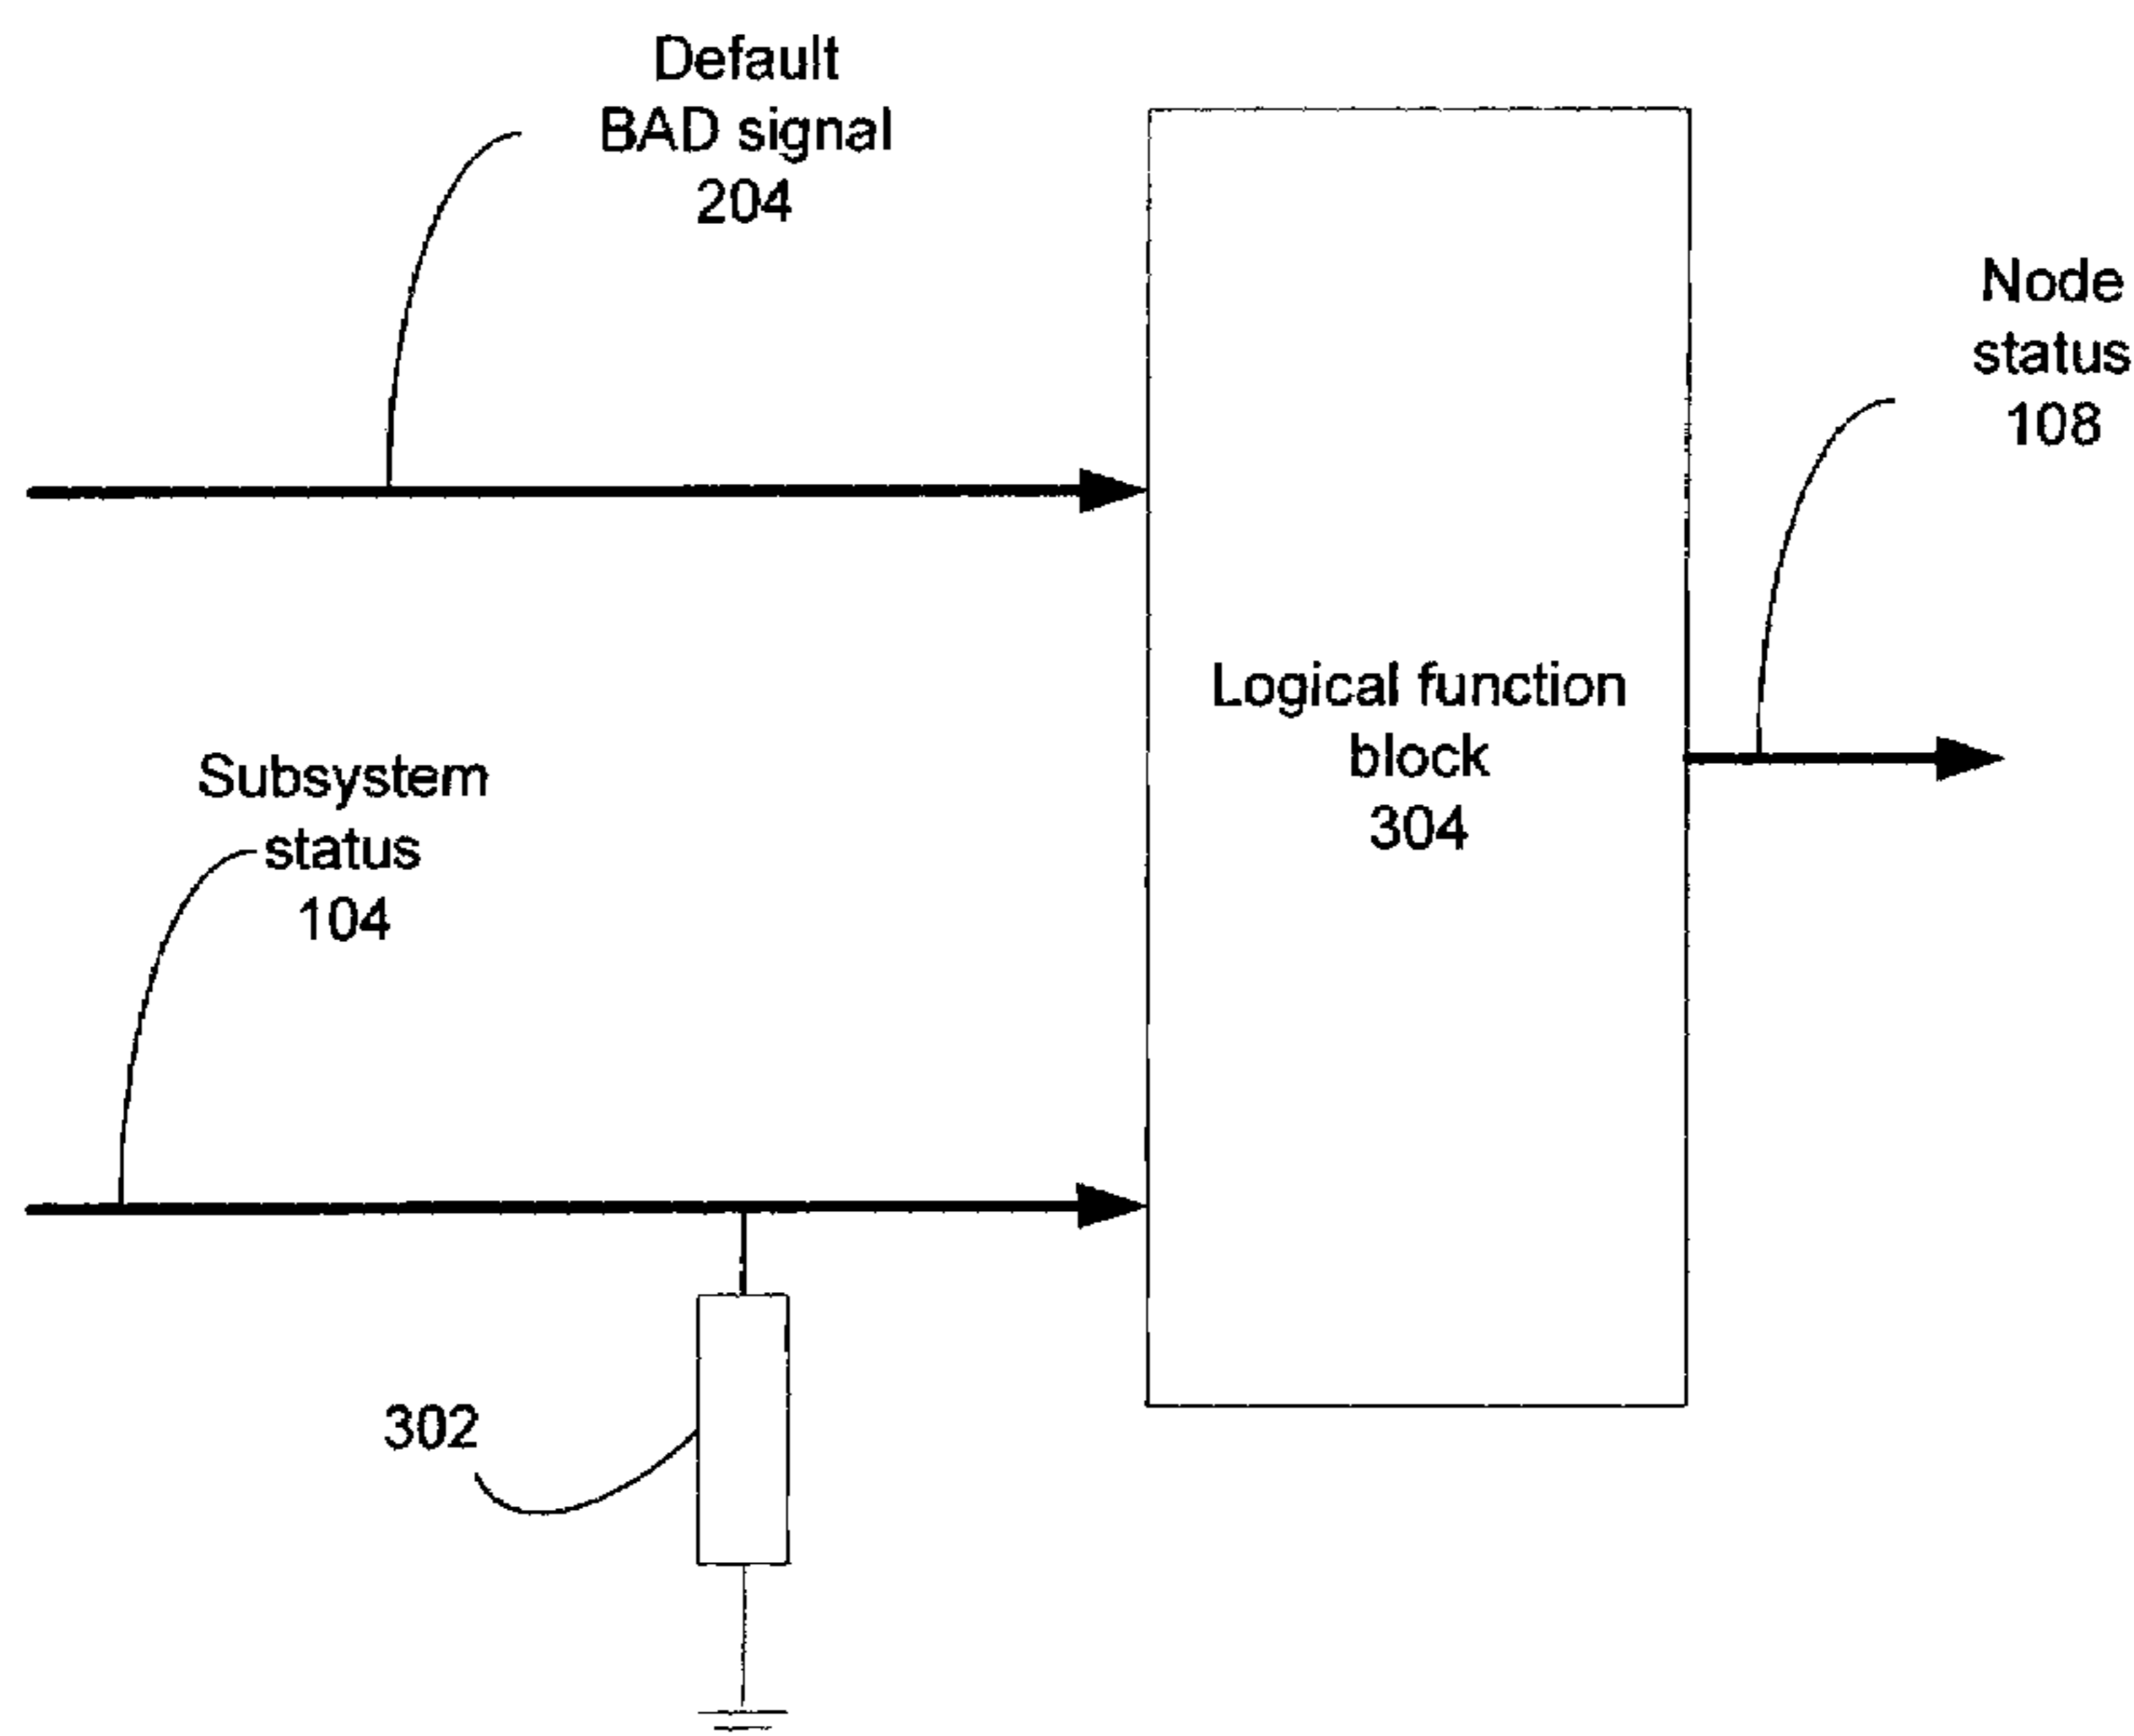 Default
BAD signal
204
Node
status
108
Logical function
block
304
Subsystem
status
104
302